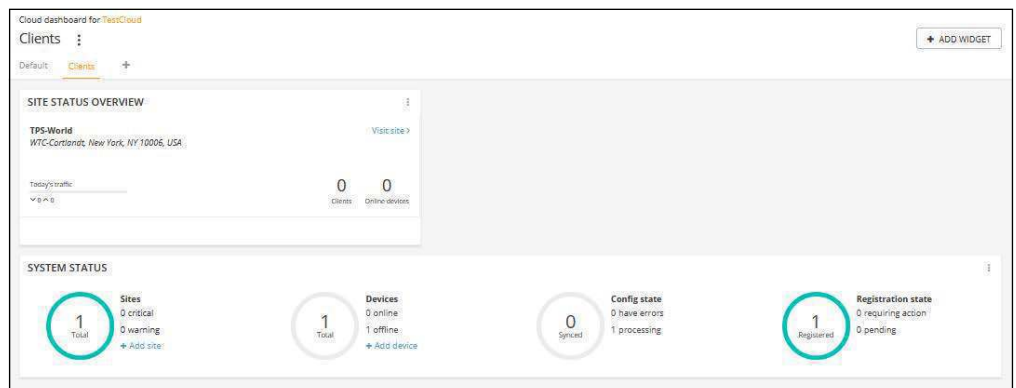 Cloud dashboard for TestCloud
Clients
+ ADD WIDGET
Default Clients +
SITE STATUS OVERVIEW
TPS-World
Visit site >
WTC-Cortlandt, New York, NY 10006, USA
Today's traffic
0 0
0 0
Clients Online devices
SYSTEM STATUS
1
Total
Sites
0 critical
0 warning
+ Add site
1
Total
Devices
0 online
1 offline
+ Add device
0
Synced
Config state
0 have errors
1 processing
1
Registered
Registration state
0 requiring action
0 pending